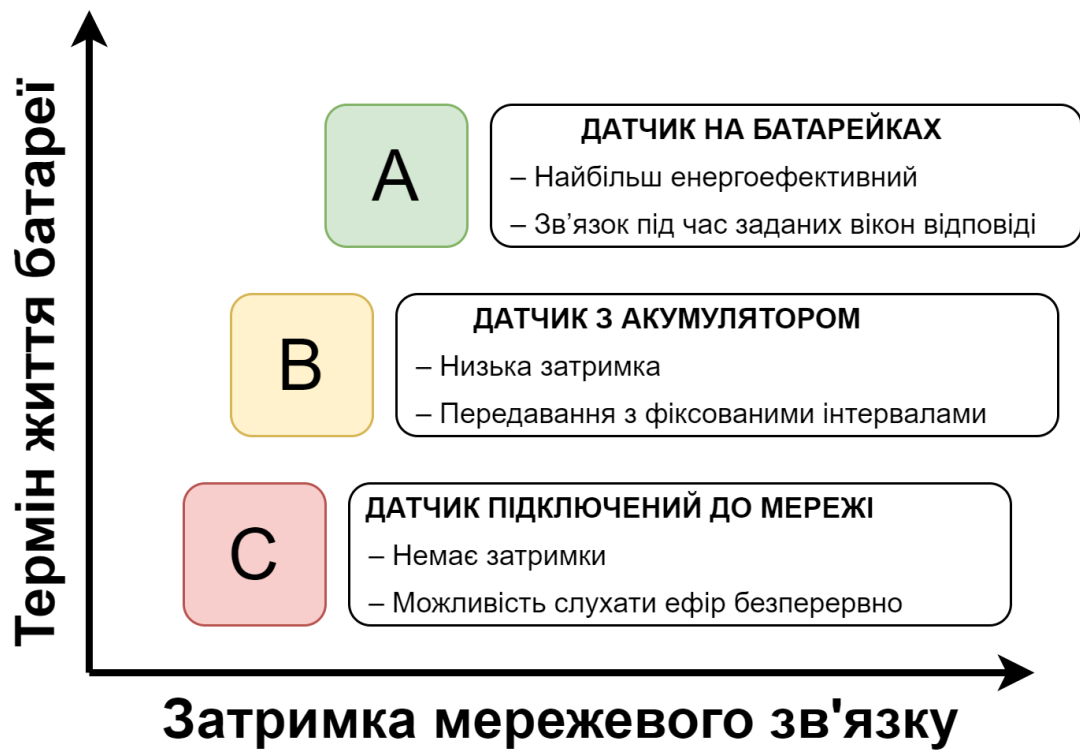 Термін життя батареї
A
ДАТЧИК НА БАТАРЕЙКАХ
– Найбільш енергоефективний
– Зв’язок під час заданих вікон відповіді
B
ДАТЧИК З АКУМУЛЯТОРОМ
– Низька затримка
– Передавання з фіксованими інтервалами
C
ДАТЧИК ПІДКЛЮЧЕНИЙ ДО МЕРЕЖІ
– Немає затримки
– Можливість слухати ефір безперервно
Затримка мережевого зв'язку